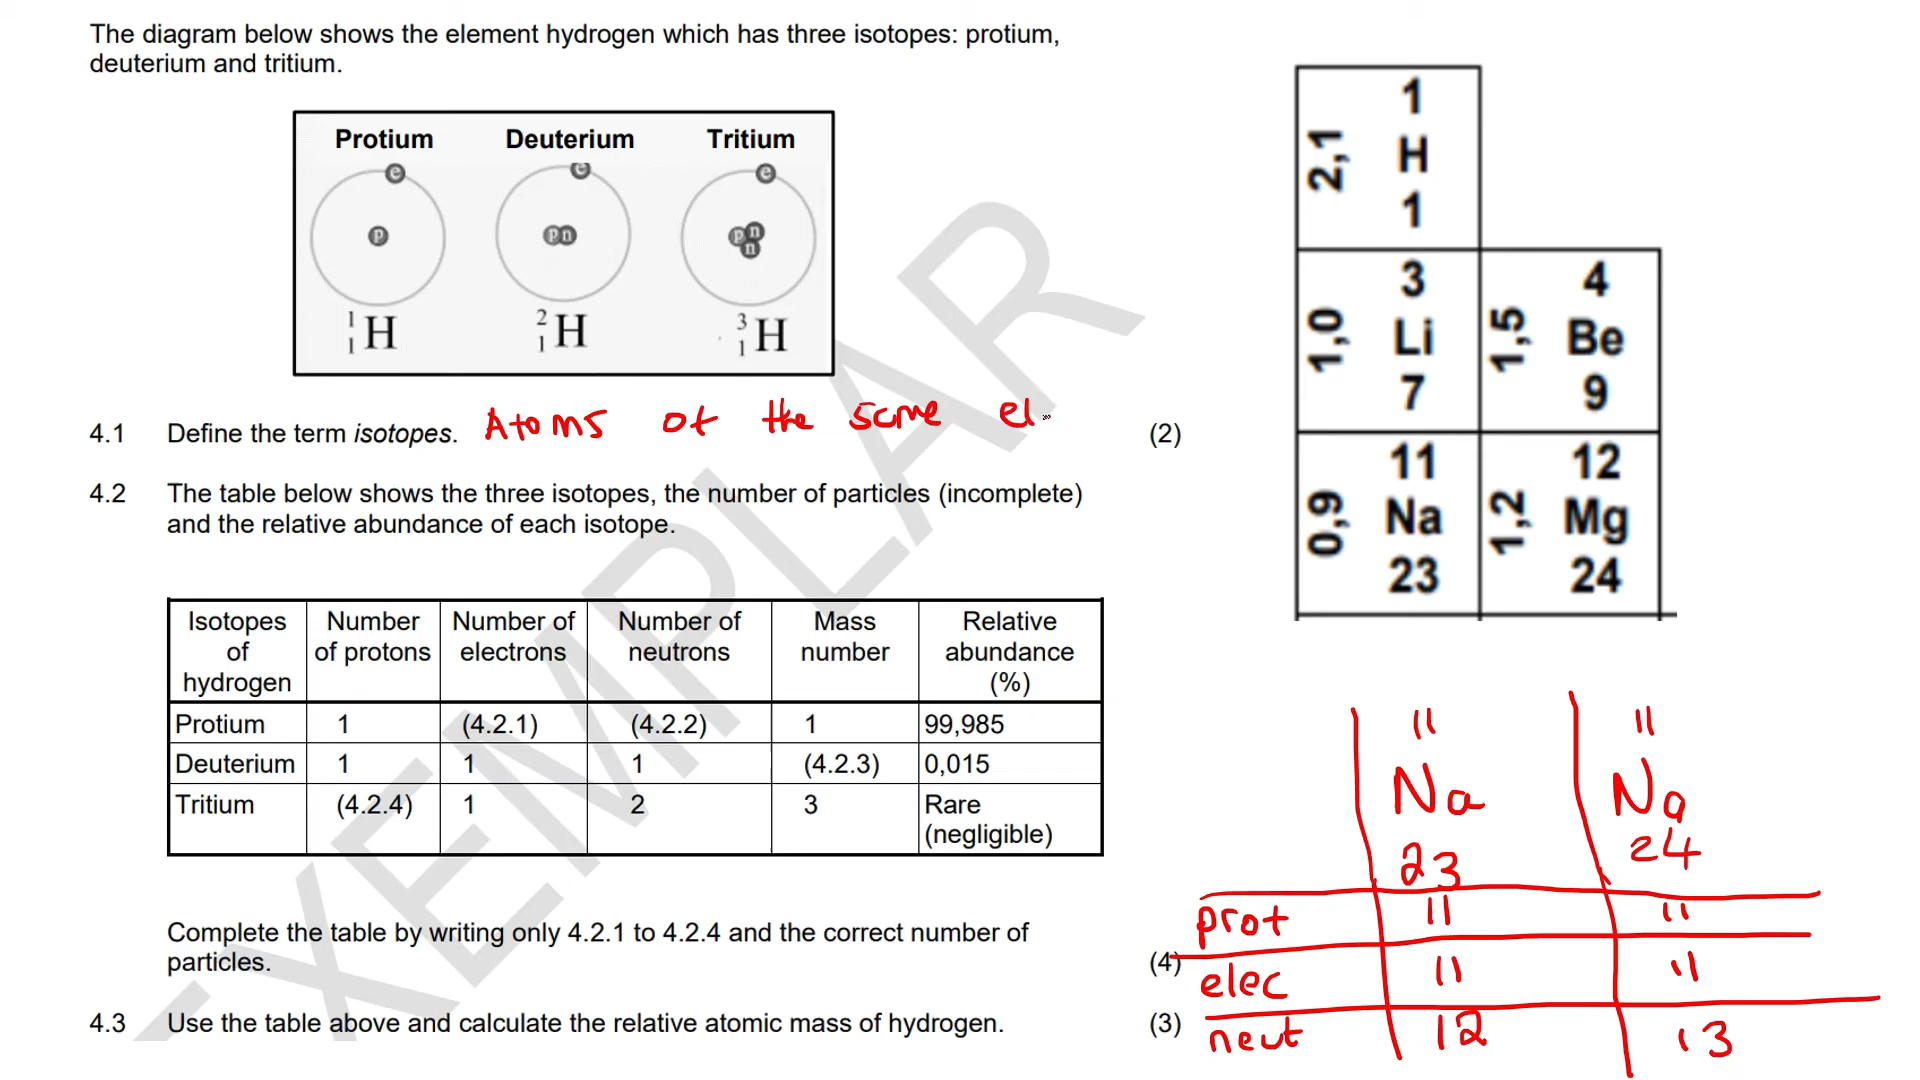 The diagram below shows the element hydrogen which has three isotopes: protium,
deuterium and tritium.
Protium Deuterium Tritium
e e e
p p n p n n
1 1 H 2 1 H 3 1 H
4.1 Define the term isotopes. Atoms of the same el (2)
4.2 The table below shows the three isotopes, the number of particles (incomplete)
and the relative abundance of each isotope.
Isotopes of hydrogen Number of protons Number of electrons Number of neutrons Mass number Relative abundance (%)
Protium 1 (4.2.1) (4.2.2) 1 99,985
Deuterium 1 1 1 (4.2.3) 0,015
Tritium (4.2.4) 1 2 3 Rare (negligible)
Complete the table by writing only 4.2.1 to 4.2.4 and the correct number of
particles. (4)
4.3 Use the table above and calculate the relative atomic mass of hydrogen. (3)
EXEMPLAR
1
2,1 H
1
3 4
1,0 Li 1,5 Be
7 9
11 12
0,9 Na 1,2 Mg
23 24
11 11
Na Na
23 24
prot 11 11
elec 11 11
neut 12 13